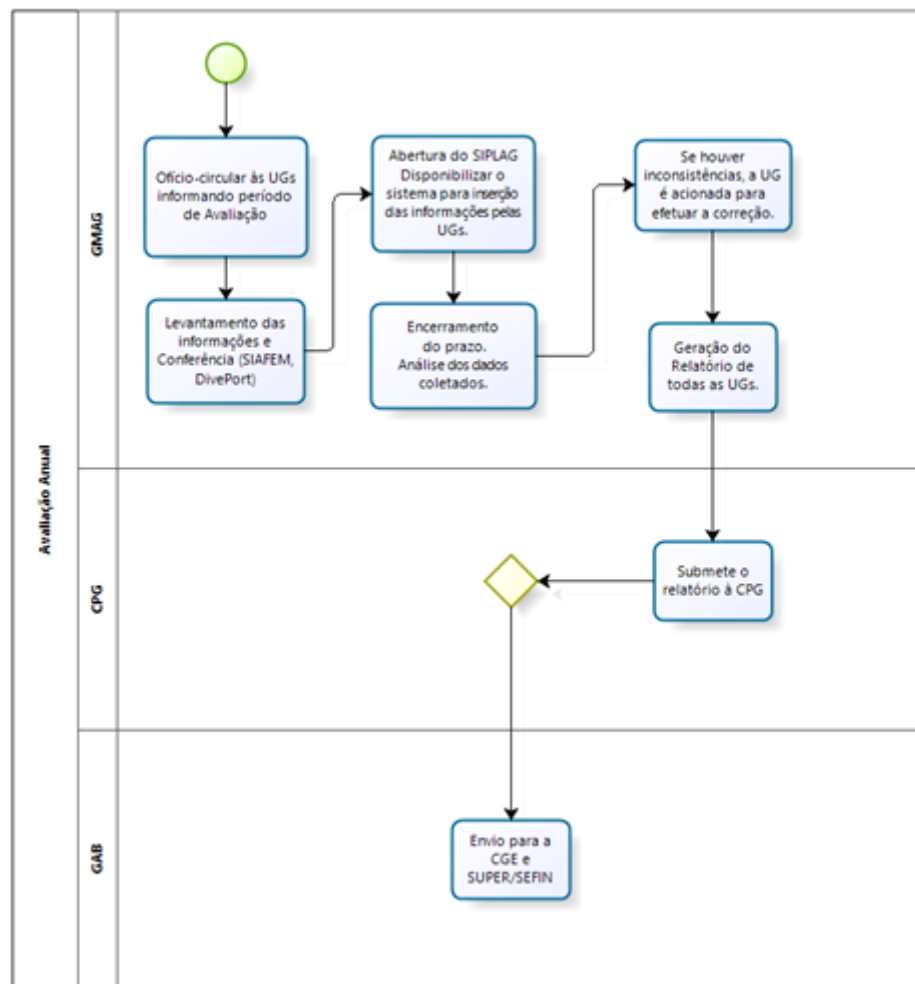 Avaliação Anual
GMAG
Ofício-circular às UGs
informando período
de Avaliação
Levantamento das
informações e
Conferência (SIAFEM,
DivePort)
Abertura do SIPLAG
Disponibilizar o
sistema para inserção
das informações pelas
UGs.
Encerramento
do prazo.
Análise dos dados
coletados.
Se houver
inconsistências, a UG
é acionada para
efetuar a correção.
Geração do
Relatório de
todas as UGs.
CPG
Submete o
relatório à CPG
GAB
Envio para a
CGE e
SUPER/SEFIN